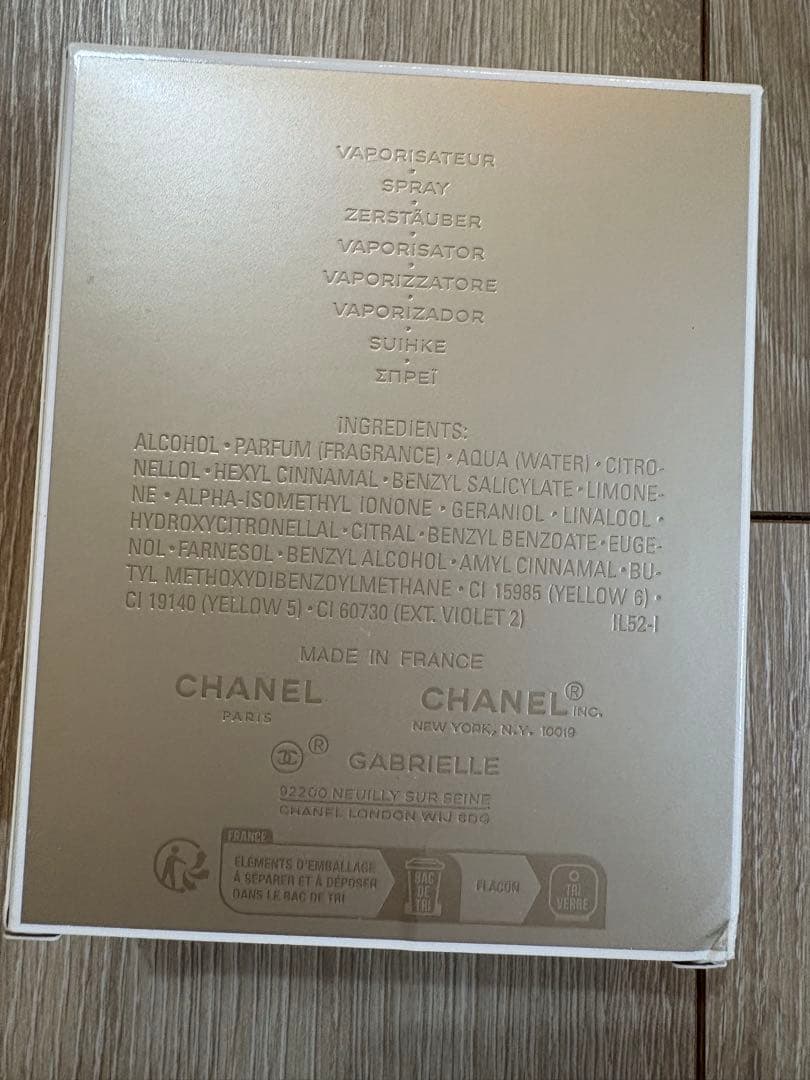 VAPORISATEUR
•
SPRAY
•
ZERSTÄUBER
•
VAPORISATOR
•
VAPORIZZATORE
•
VAPORIZADOR
•
SUIHKE
•
ΣΠΡΕΪ
INGREDIENTS:
ALCOHOL • PARFUM (FRAGRANCE) • AQUA (WATER) • CITRO-
NELLOL • HEXYL CINNAMAL • BENZYL SALICYLATE • LIMONE-
NE • ALPHA-ISOMETHYL IONONE • GERANIOL • LINALOOL •
HYDROXYCITRONELLAL • CITRAL • BENZYL BENZOATE • EUGE-
NOL • FARNESOL • BENZYL ALCOHOL • AMYL CINNAMAL • BU-
TYL METHOXYDIBENZOYLMETHANE • CI 15985 (YELLOW 6) •
CI 19140 (YELLOW 5) • CI 60730 (EXT. VIOLET 2) IL52-I
MADE IN FRANCE
CHANEL
PARIS
CHANEL® INC.
NEW YORK, N.Y. 10019
® GABRIELLE
92200 NEUILLY SUR SEINE
CHANEL LONDON W1J 6DG
FRANCE
ELEMENTS D'EMBALLAGE
À SÉPARER ET À DÉPOSER
DANS LE BAC DE TRI
BAC
DE
TRI
FLACON
TRI
VERRE